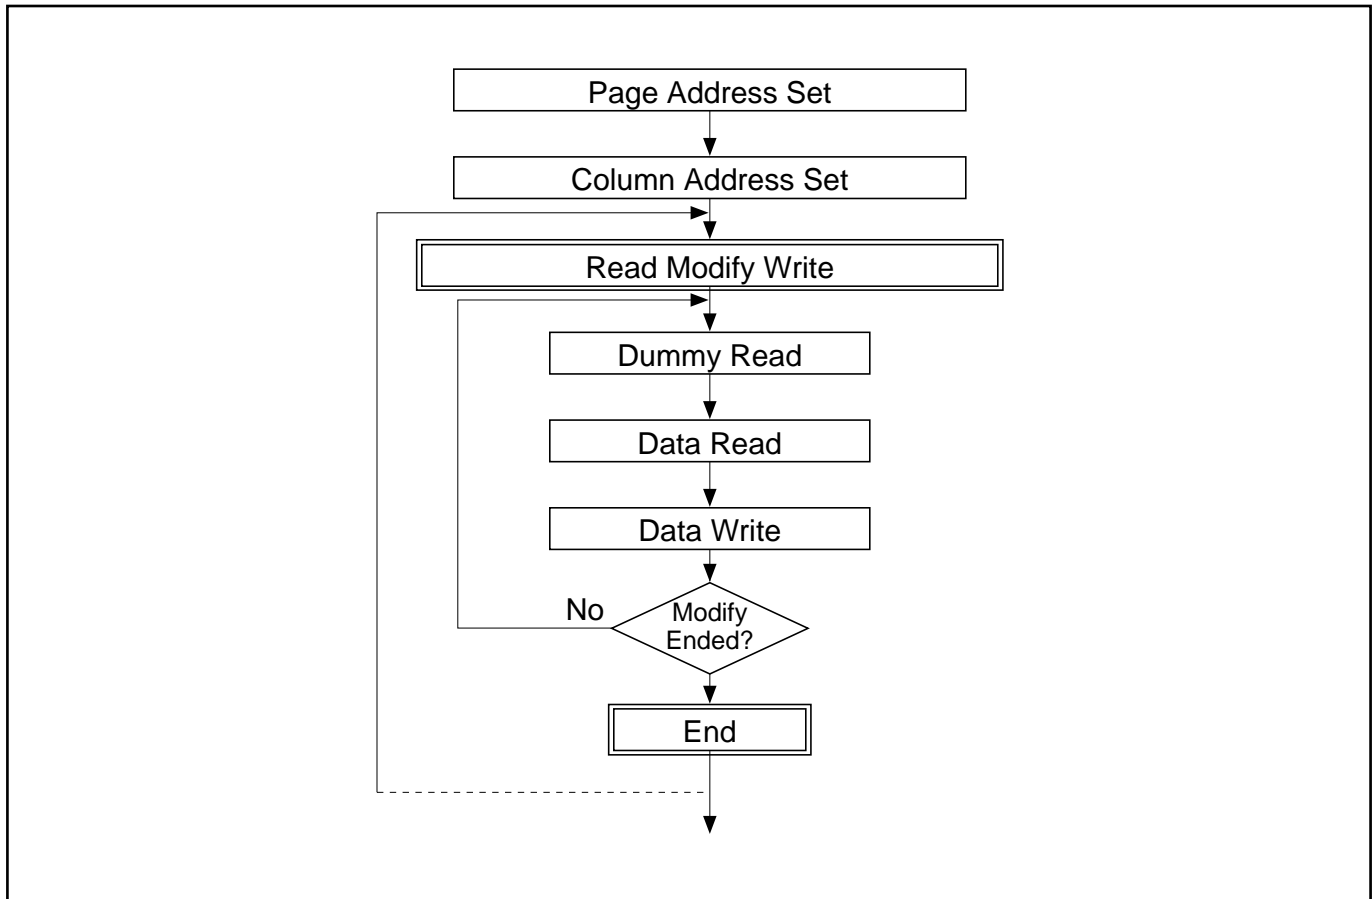 Page Address Set
Column Address Set
Read Modify Write
Dummy Read
Data Read
Data Write
No
Modify
Ended?
End